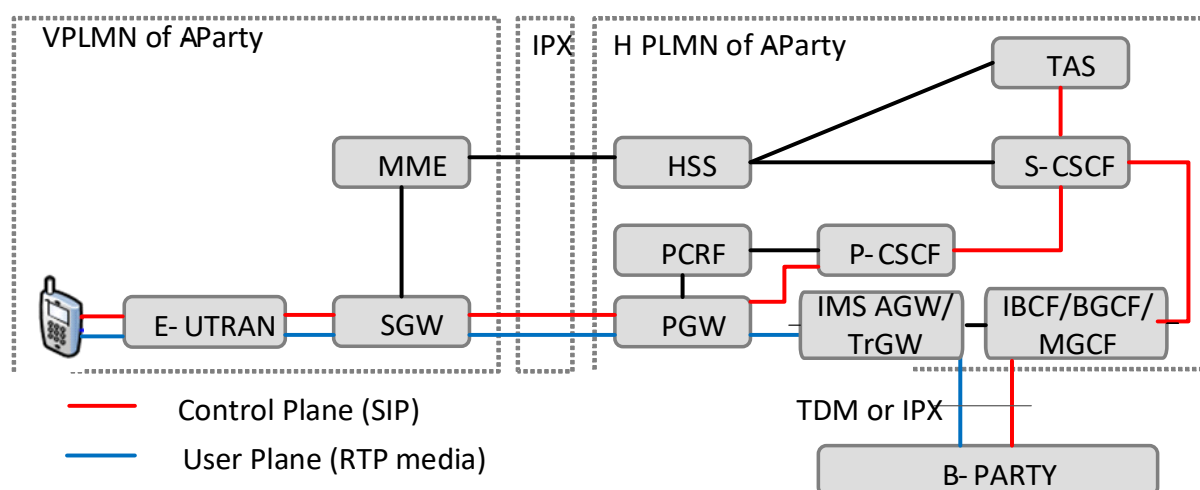 VPLMN of AParty
IPX
H PLMN of AParty
TAS
MME
HSS
S-CSCF
PCRF
P-CSCF
E-UTRAN
SGW
PGW
IMS AGW/
TrGW
IBCF/BGCF/
MGCF
Control Plane (SIP)
TDM or IPX
User Plane (RTP media)
B-PARTY